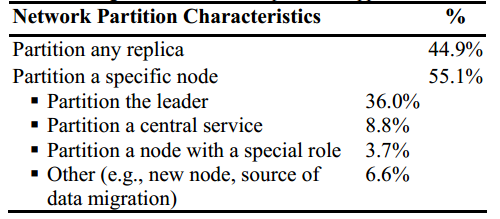 Network Partition Characteristics %
Partition any replica 44.9%
Partition a specific node 55.1%
▪ Partition the leader 36.0%
▪ Partition a central service 8.8%
▪ Partition a node with a special role 3.7%
▪ Other (e.g., new node, source of 6.6%
data migration)